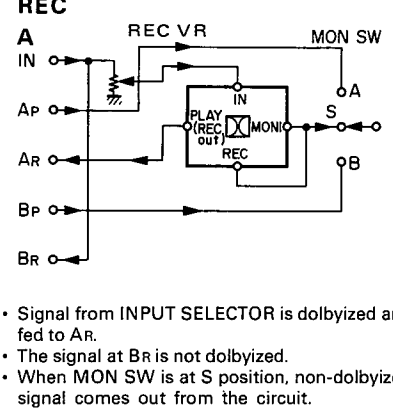 REC
A
REC VR
MON SW
IN
A
IN
AP
S
PLAY
(REC
out)
MONI
AR
REC
B
BP
BR
• Signal from INPUT SELECTOR is dolbyized
fed to AR.
• The signal at BR is not dolbyized.
• When MON SW is at S position, non-dolbyiz
signal comes out from the circuit.